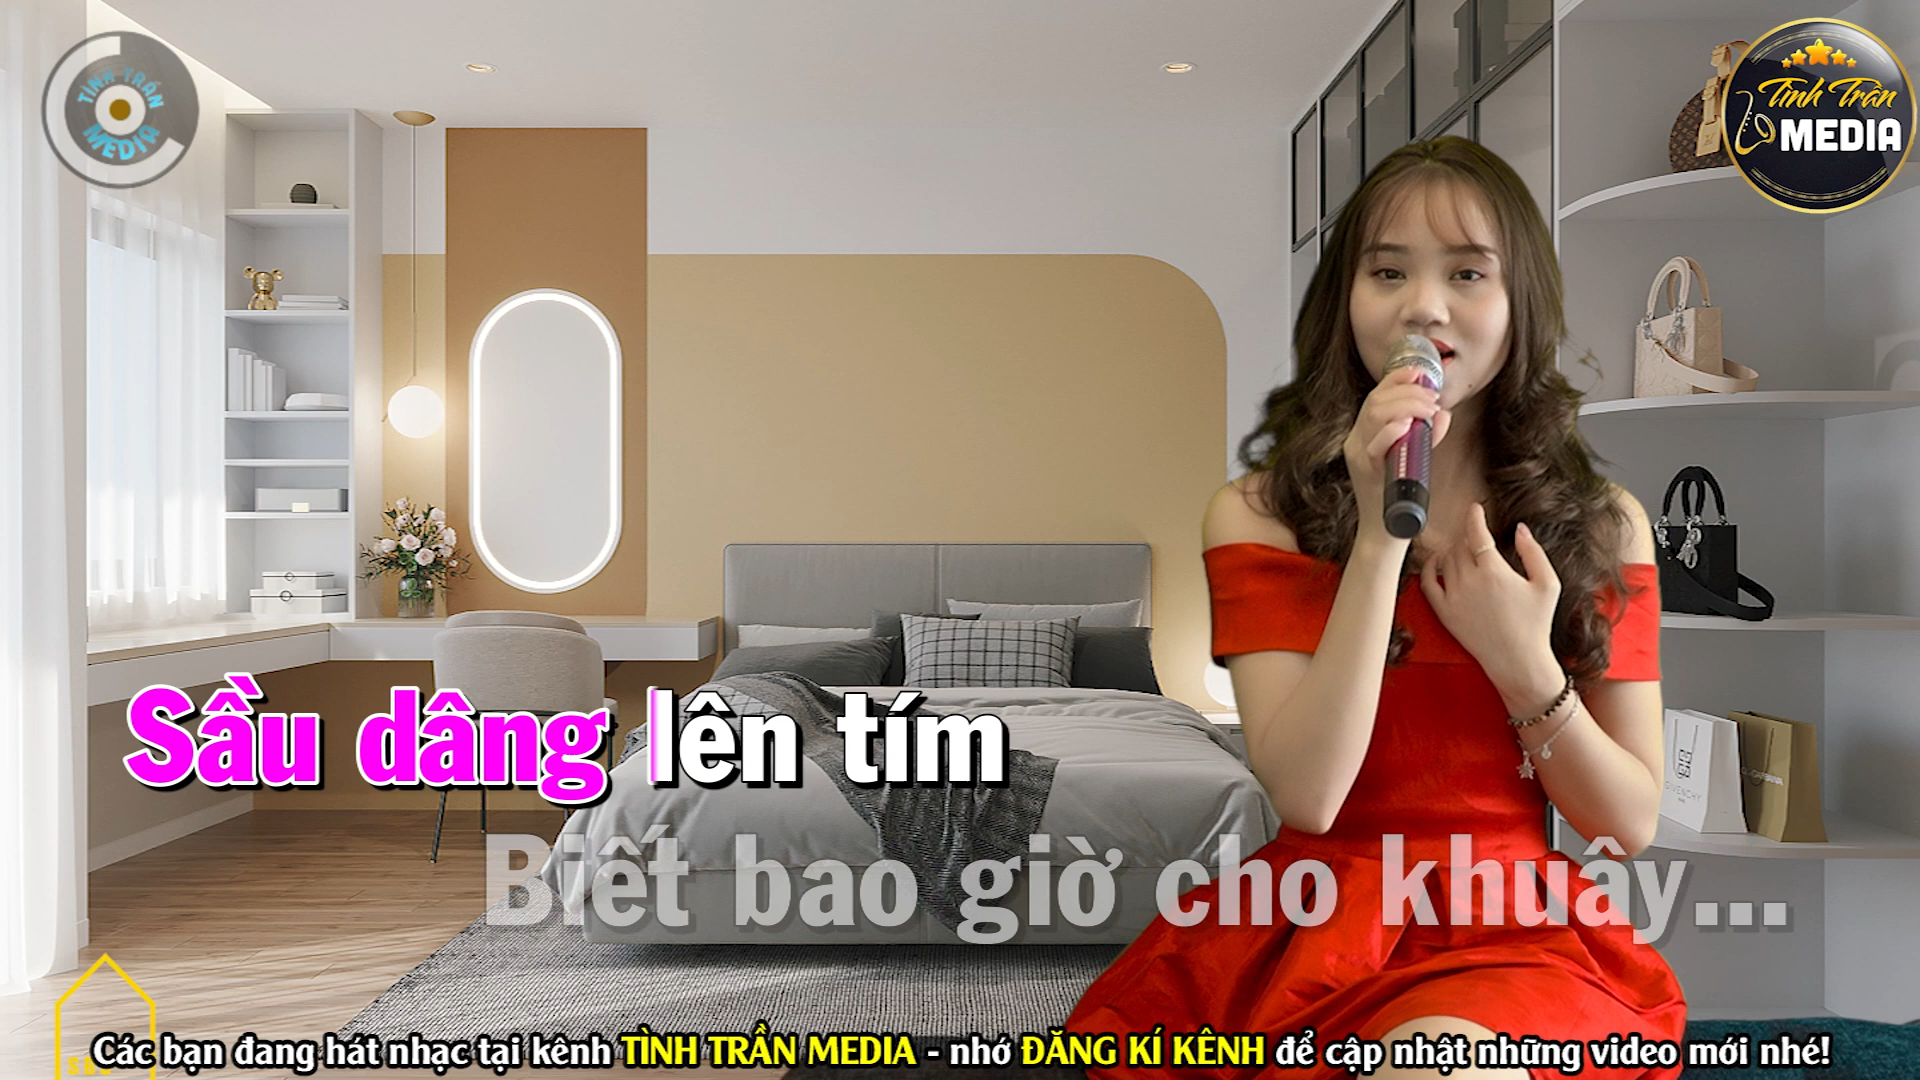 TÌNH TRẦN
MEDIA
Tình Trần
MEDIA
Sầu dâng lên tím
Biết bao giờ cho khuây...
GIVENCHY
Các bạn đang hát nhạc tại kênh TÌNH TRẦN MEDIA - nhớ ĐĂNG KÍ KÊNH để cập nhật những video mới nhé!